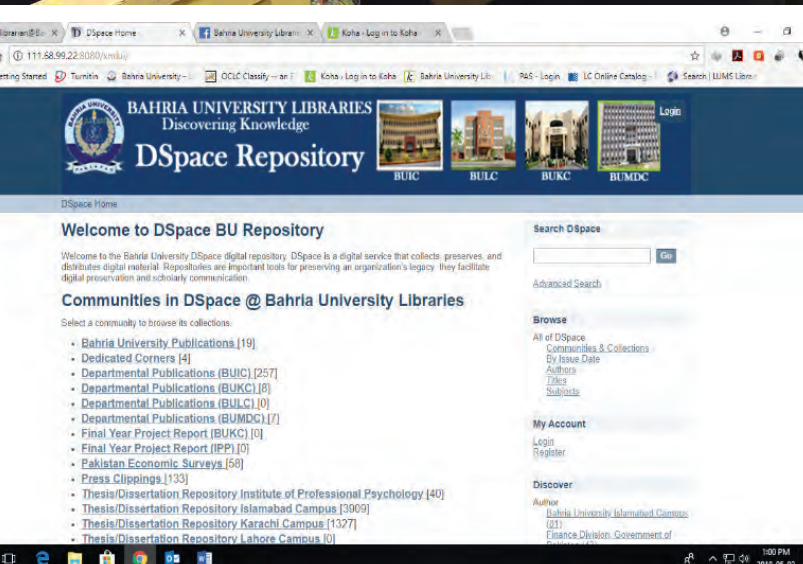 DSpace Home
Bahria University Librari
Koha › Log in to Koha
111.68.99.22:8080/xmlui/
etting Started
Turnitin
Bahria University -
OCLC Classify -- an
Koha › Log in to Koha
Bahria University Lib
PAS - Login
LC Online Catalog -
Search | LUMS Libra
BAHRIA UNIVERSITY LIBRARIES
Discovering Knowledge
DSpace Repository
BUIC
BULC
BUKC
BUMDC
Login
DSpace Home
Welcome to DSpace BU Repository
Welcome to the Bahria University DSpace digital repository. DSpace is a digital service that collects, preserves, and
distributes digital material. Repositories are important tools for preserving an organization's legacy; they facilitate
digital preservation and scholarly communication.
Communities in DSpace @ Bahria University Libraries
Select a community to browse its collections.
Bahria University Publications [19]
Dedicated Corners [4]
Departmental Publications (BUIC) [257]
Departmental Publications (BUKC) [8]
Departmental Publications (BULC) [0]
Departmental Publications (BUMDC) [7]
Final Year Project Report (BUKC) [0]
Final Year Project Report (IPP) [0]
Pakistan Economic Surveys [58]
Press Clippings [133]
Thesis/Dissertation Repository Institute of Professional Psychology [40]
Thesis/Dissertation Repository Islamabad Campus [3909]
Thesis/Dissertation Repository Karachi Campus [1327]
Thesis/Dissertation Repository Lahore Campus [0]
Search DSpace
Go
Advanced Search
Browse
All of DSpace
Communities & Collections
By Issue Date
Authors
Titles
Subjects
My Account
Login
Register
Discover
Author
Bahria University Islamabad Campus
(81)
Finance Division, Government of
1:00 PM